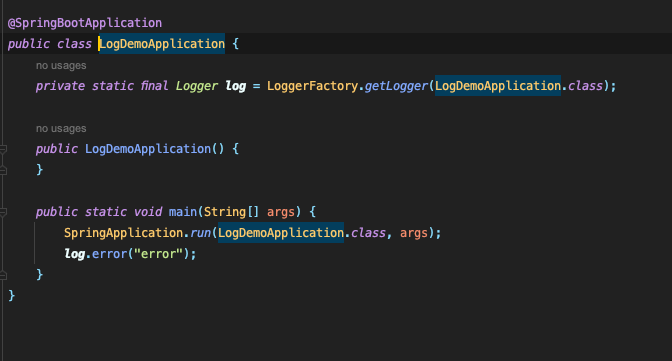 @SpringBootApplication
public class LogDemoApplication {
no usages
private static final Logger log = LoggerFactory.getLogger(LogDemoApplication.class);
no usages
public LogDemoApplication() {
}
public static void main(String[] args) {
SpringApplication.run(LogDemoApplication.class, args);
log.error("error");
}
}